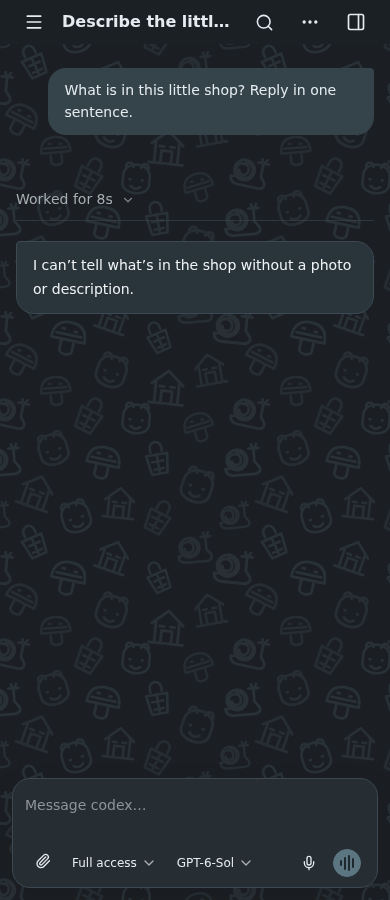 Describe the littl...
What is in this little shop? Reply in one
sentence.
Worked for 8s
I can’t tell what’s in the shop without a photo
or description.
Message codex...
Full access
GPT-6-Sol